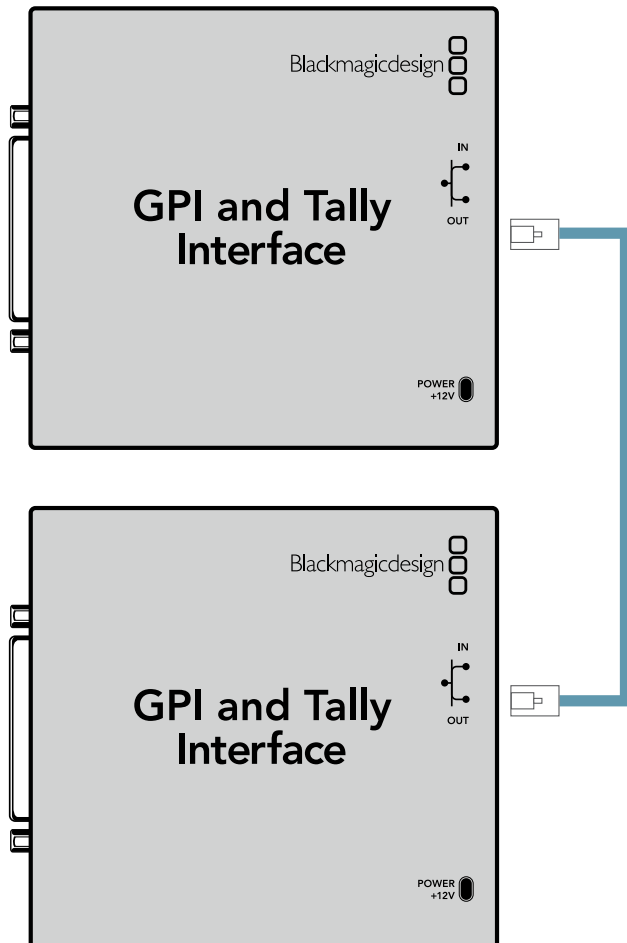 Blackmagicdesign
IN
GPI and Tally
Interface
OUT
POWER
+12V
Blackmagicdesign
IN
GPI and Tally
Interface
OUT
POWER
+12V